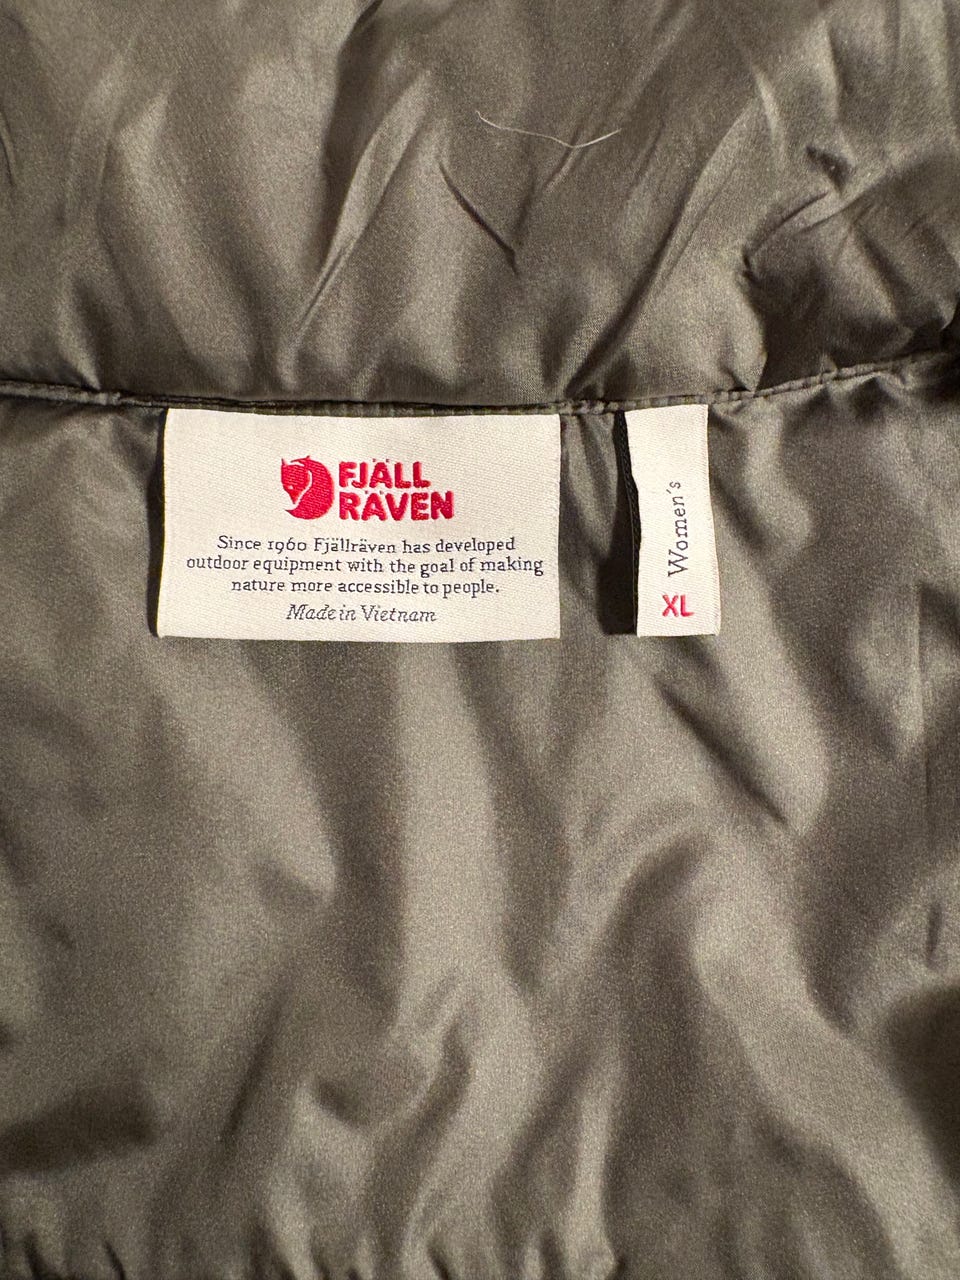 FJÄLL
RÄVEN
Since 1960 Fjällräven has developed
outdoor equipment with the goal of making
nature more accessible to people.
Made in Vietnam
Women's
XL